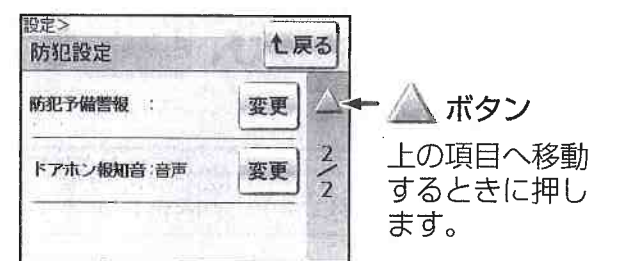 設定>
防犯設定
戻る
防犯予備警報 :
変更
ドアホン報知音:音声
変更
2/2
ボタン
上の項目へ移動
するときに押し
ます。